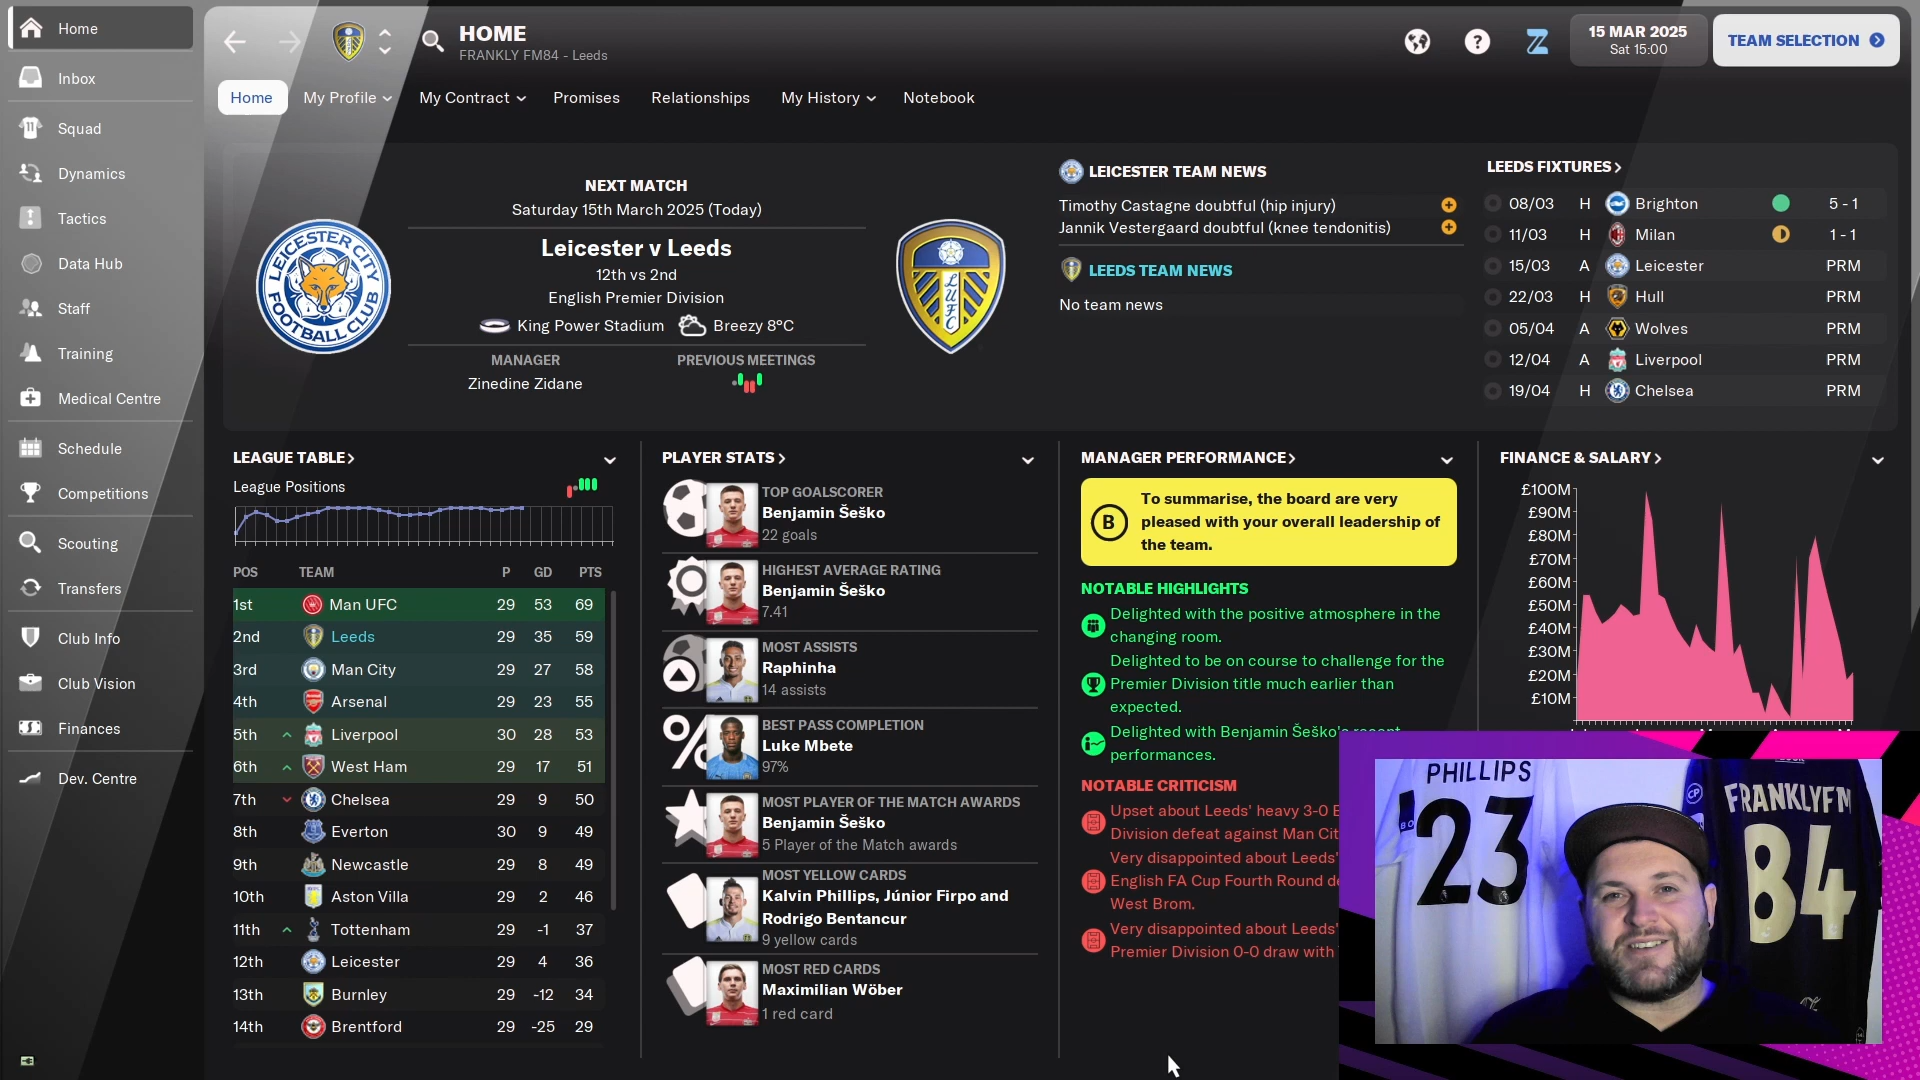 Home
Inbox
Squad
Dynamics
Tactics
Data Hub
Staff
Training
Medical Centre
Schedule
Competitions
Scouting
Transfers
Club Info
Club Vision
Finances
Dev. Centre
HOME
FRANKLY FM84 - Leeds
15 MAR 2025
Sat 15:00
TEAM SELECTION
Home My Profile My Contract Promises Relationships My History Notebook
LEICESTER CITY
FOOTBALL CLUB
NEXT MATCH
Saturday 15th March 2025 (Today)
Leicester v Leeds
12th vs 2nd
English Premier Division
King Power Stadium Breezy 8°C
MANAGER
Zinedine Zidane
PREVIOUS MEETINGS
LUFC
LEICESTER TEAM NEWS
Timothy Castagne doubtful (hip injury)
Jannik Vestergaard doubtful (knee tendonitis)
LEEDS TEAM NEWS
No team news
LEEDS FIXTURES
08/03 H Brighton 5 - 1
11/03 H Milan 1 - 1
15/03 A Leicester PRM
22/03 H Hull PRM
05/04 A Wolves PRM
12/04 A Liverpool PRM
19/04 H Chelsea PRM
LEAGUE TABLE
League Positions
POS TEAM P GD PTS
1st Man UFC 29 53 69
2nd Leeds 29 35 59
3rd Man City 29 27 58
4th Arsenal 29 23 55
5th Liverpool 30 28 53
6th West Ham 29 17 51
7th Chelsea 29 9 50
8th Everton 30 9 49
9th Newcastle 29 8 49
10th Aston Villa 29 2 46
11th Tottenham 29 -1 37
12th Leicester 29 4 36
13th Burnley 29 -12 34
14th Brentford 29 -25 29
PLAYER STATS
TOP GOALSCORER
Benjamin Šeško
22 goals
HIGHEST AVERAGE RATING
Benjamin Šeško
7.41
MOST ASSISTS
Raphinha
14 assists
BEST PASS COMPLETION
Luke Mbete
97%
MOST PLAYER OF THE MATCH AWARDS
Benjamin Šeško
5 Player of the Match awards
MOST YELLOW CARDS
Kalvin Phillips, Júnior Firpo and
Rodrigo Bentancur
9 yellow cards
MOST RED CARDS
Maximilian Wöber
1 red card
MANAGER PERFORMANCE
B
To summarise, the board are very
pleased with your overall leadership of
the team.
NOTABLE HIGHLIGHTS
Delighted with the positive atmosphere in the
changing room.
Delighted to be on course to challenge for the
Premier Division title much earlier than
expected.
Delighted with Benjamin Šeško's recent
performances.
NOTABLE CRITICISM
Upset about Leeds' heavy 3-0 E
Division defeat against Man Cit
Very disappointed about Leeds'
English FA Cup Fourth Round de
West Brom.
Very disappointed about Leeds'
Premier Division 0-0 draw with
FINANCE & SALARY
£100M
£90M
£80M
£70M
£60M
£50M
£40M
£30M
£20M
£10M
PHILLIPS
23
FRANKLYFM
84